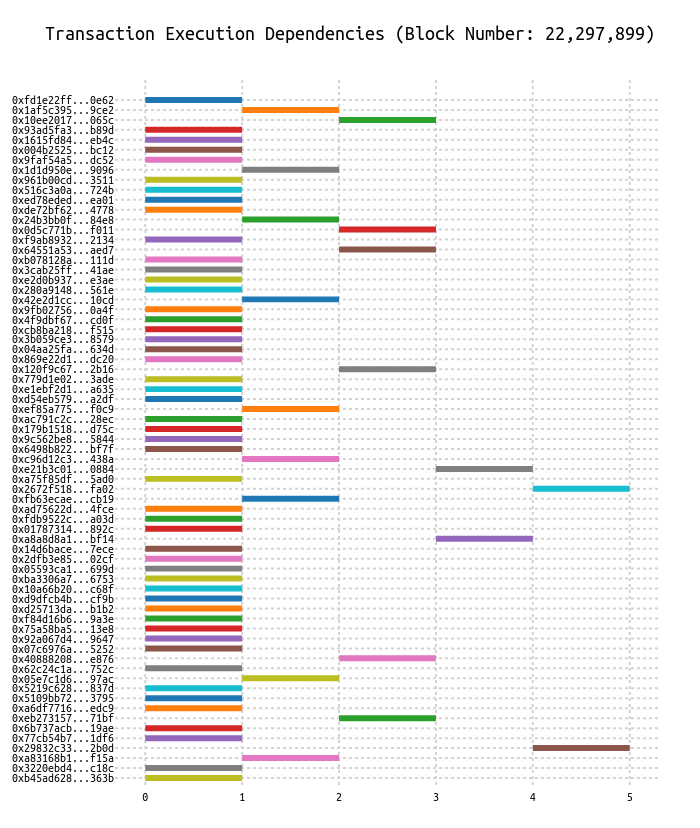 Transaction Execution Dependencies (Block Number: 22,297,899)
0xfd1e22ff...0e62
0x1af5c395...9ce2
0x10ee2017...065c
0x93ad5fa3...b89d
0x1615fd84...eb4c
0x004b2525...bc12
0x9faf54a5...dc52
0x1d1d950e...9096
0x961b00cd...3511
0x516c3a0a...724b
0xed78eded...ea01
0xde72bf62...4778
0x24b3bb0f...84e8
0x0d5c771b...f011
0xf9ab8932...2134
0x64551a53...aed7
0xb078128a...111d
0x3cab25ff...41ae
0xe2d0b937...e3ae
0x280a9148...561e
0x42e2d1cc...10cd
0x9fb02756...0a4f
0x4f9dbf67...cd0f
0xcb8ba218...f515
0x3b059ce3...8579
0x04aa25fa...634d
0x869e22d1...dc20
0x120f9c67...2b16
0x779d1e02...3ade
0xe1ebf2d1...a635
0xd54eb579...a2df
0xef85a775...f0c9
0xac791c2c...28ec
0x179b1518...d75c
0x9c562be8...5844
0x6498b822...bf7f
0xc96d12c3...438a
0xe21b3c01...0884
0xa75f85df...5ad0
0x2672f518...fa02
0xfb63ecae...cb19
0xad75622d...4fce
0xfdb9522c...a03d
0x01787314...892c
0xa8a8d8a1...bf14
0x14d6bace...7ece
0x2dfb3e85...02cf
0x05593ca1...699d
0xba3306a7...6753
0x10a66b20...c68f
0xd9dfcb4b...cf9b
0xd25713da...b1b2
0xf84d16b6...9a3e
0x75a58ba5...13e8
0x92a067d4...9647
0x07c6976a...5252
0x40888208...e876
0x62c24c1a...752c
0x05e7c1d6...97ac
0x5219c628...837d
0x5109bb72...3795
0xa6df7716...edc9
0xeb273157...71bf
0x6b737acb...19ae
0x77cb54b7...1df6
0x29832c33...2b0d
0xa83168b1...f15a
0x3220ebd4...c18c
0xb45ad628...363b
0 1 2 3 4 5